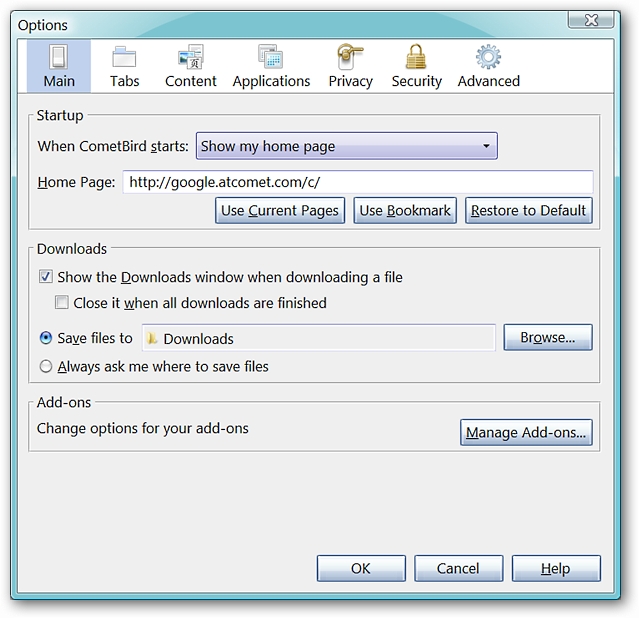 Options
Main Tabs Content Applications Privacy Security Advanced
Startup
When CometBird starts: Show my home page
Home Page: http://google.atcomet.com/c/
Use Current Pages Use Bookmark Restore to Default
Downloads
Show the Downloads window when downloading a file
Close it when all downloads are finished
Save files to Downloads Browse...
Always ask me where to save files
Add-ons
Change options for your add-ons
Manage Add-ons...
OK Cancel Help